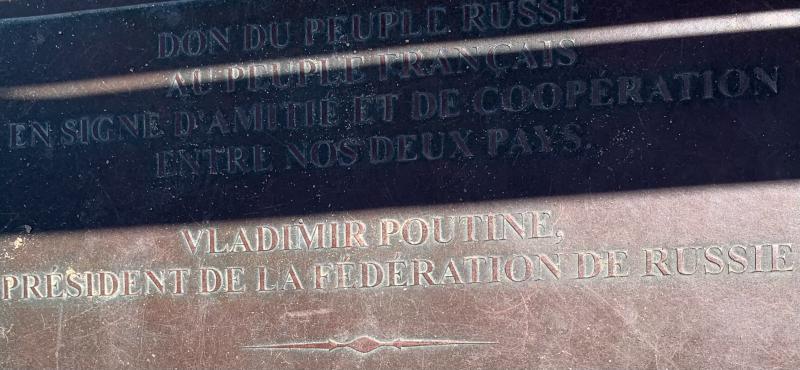 DON DU PEUPLE RUSSE
AU PEUPLE FRANÇAIS
EN SIGNE D'AMITIÉ ET DE COOPÉRATION
ENTRE NOS DEUX PAYS.
VLADIMIR POUTINE,
PRÉSIDENT DE LA FÉDÉRATION DE RUSSIE